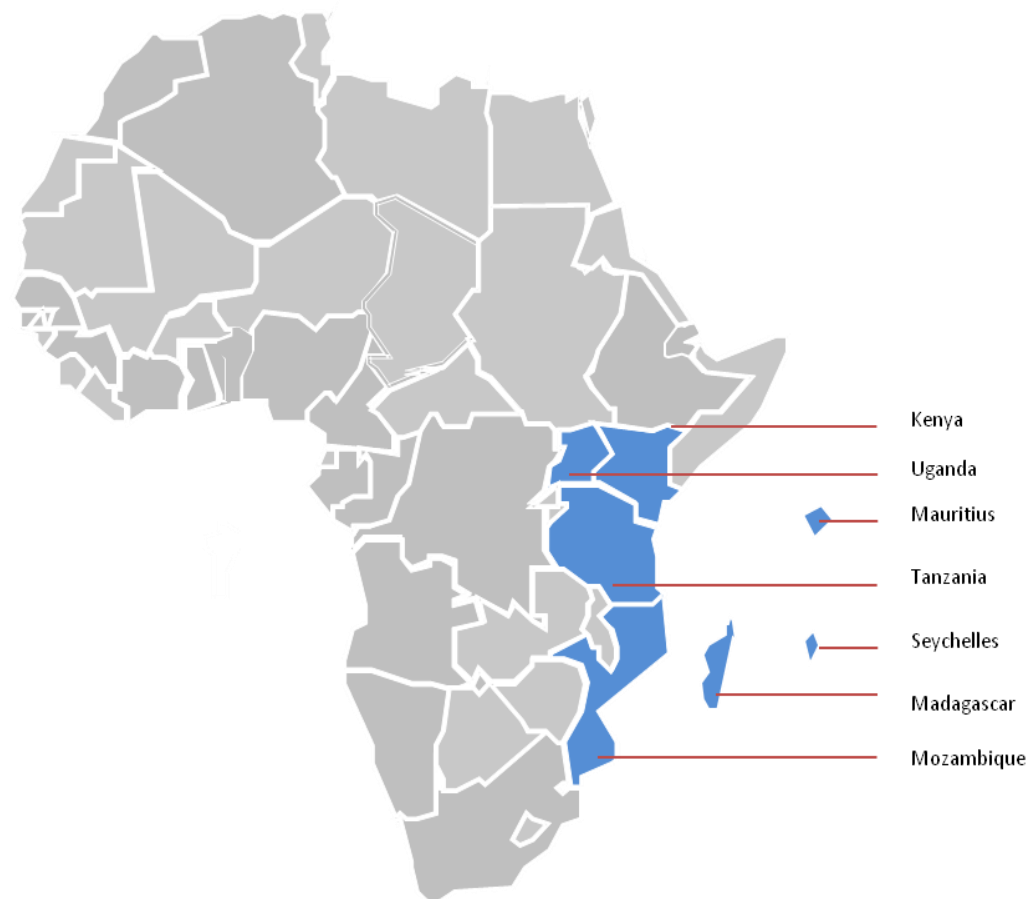 Kenya
Uganda
Mauritius
Tanzania
Seychelles
Madagascar
Mozambique